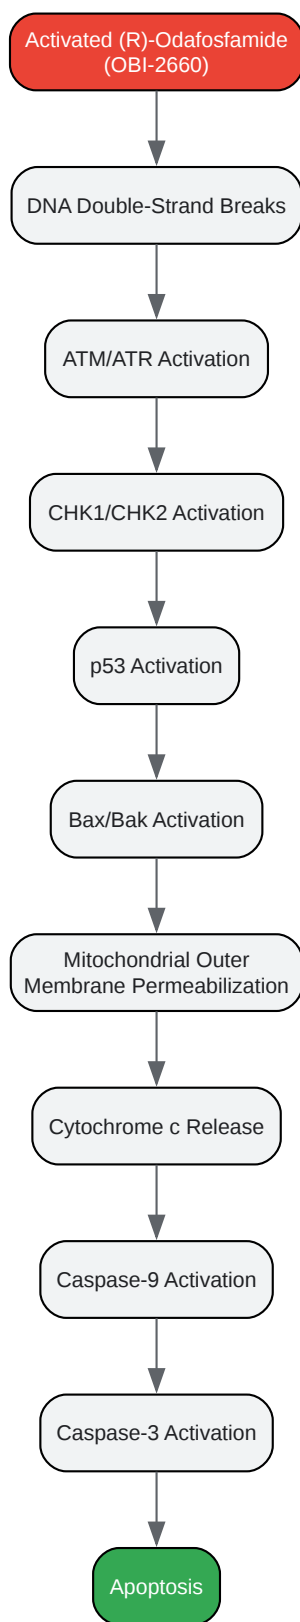 Activated (R)-Odafosfamide
(OBI-2660)
DNA Double-Strand Breaks
ATM/ATR Activation
CHK1/CHK2 Activation
p53 Activation
Bax/Bak Activation
Mitochondrial Outer
Membrane Permeabilization
Cytochrome c Release
Caspase-9 Activation
Caspase-3 Activation
Apoptosis